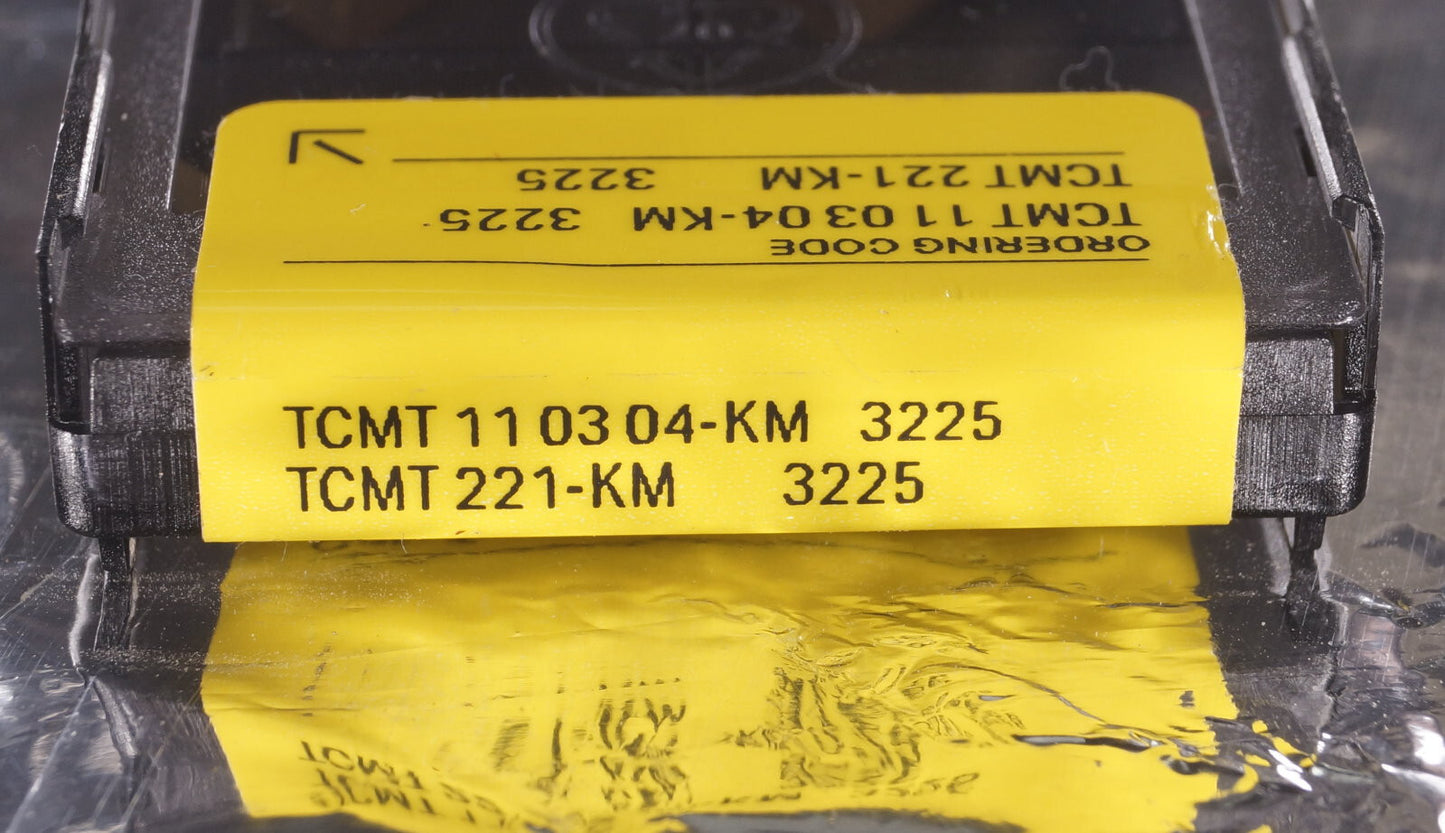 ORDERING CODE
TCMT 11 03 04-KM 3225
TCMT 221-KM 3225
TCMT 11 03 04-KM 3225
TCMT 221-KM 3225